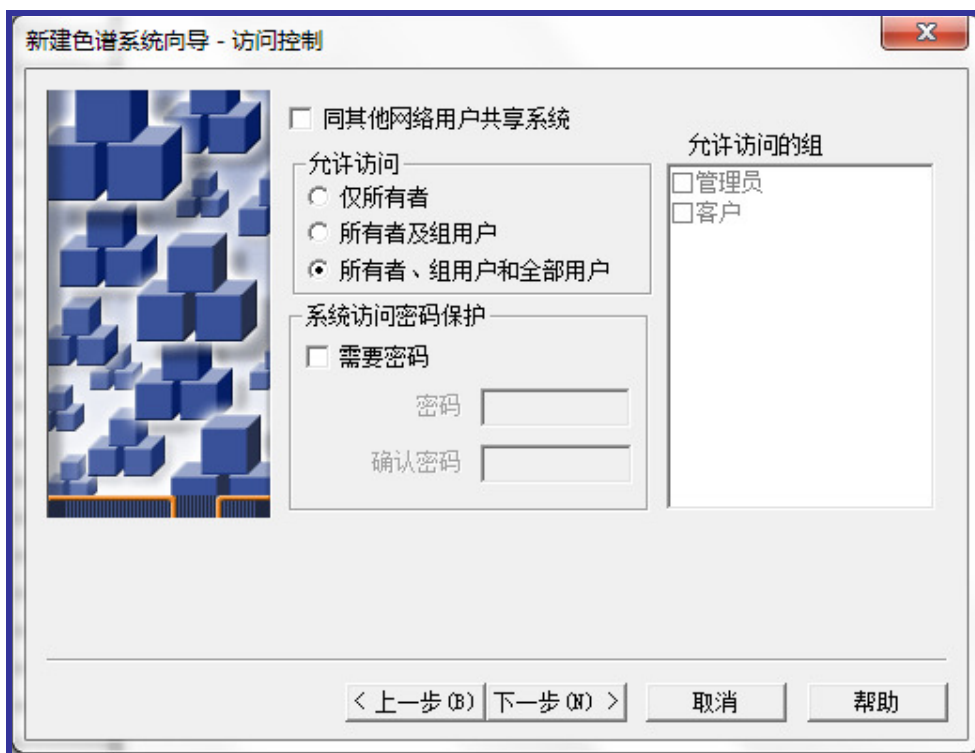 新建色谱系统向导 - 访问控制
同其他网络用户共享系统
允许访问
仅所有者
所有者及组用户
所有者、组用户和全部用户
系统访问密码保护
需要密码
密码
确认密码
允许访问的组
管理员
客户
< 上一步(B)
下一步(N) >
取消
帮助